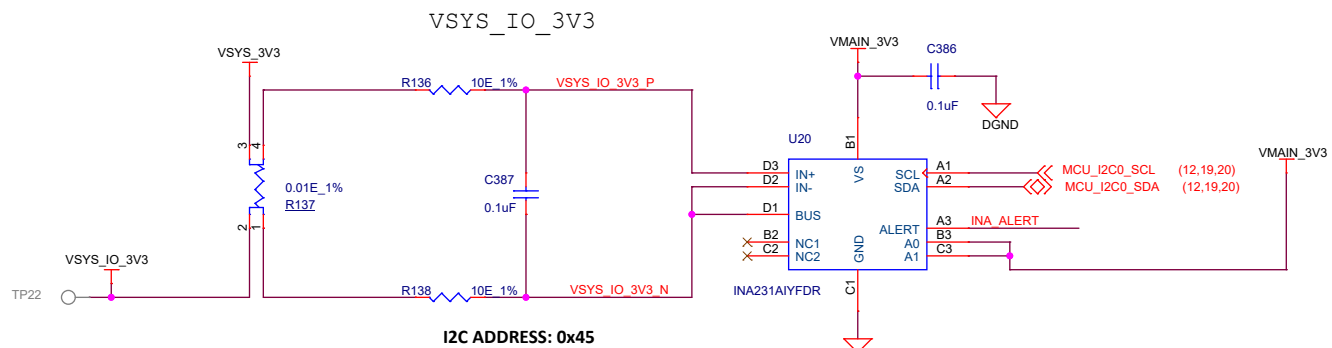 VSYS_IO_3V3
VSYS_3V3
VMAIN_3V3
C386
0.1uF
DGND
R136 10E_1% VSYS_IO_3V3_P
U20
B1
VMAIN_3V3
3 4
0.01E_1%
R137
2 1
C387
0.1uF
D3 IN+
D2 IN-
D1 BUS
B2 NC1
C2 NC2
VS
GND
C1
SCL A1 MCU_I2C0_SCL (12,19,20)
SDA A2 MCU_I2C0_SDA (12,19,20)
ALERT A3 INA_ALERT
A0 B3
A1 C3
VSYS_IO_3V3
TP22
R138 10E_1% VSYS_IO_3V3_N
INA231AIYFDR
I2C ADDRESS: 0x45